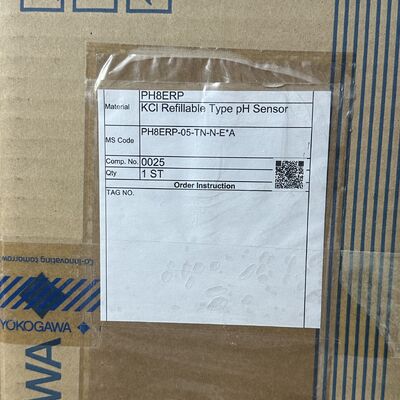 PH8ERP
Material KCl Refillable Type pH Sensor
MS Code PH8ERP-05-TN-N-E*A
Comp. No. 0025
Qty 1 ST
Order Instruction
TAG NO.
Co-innovating tomorrow
YOKOGAWA
WA